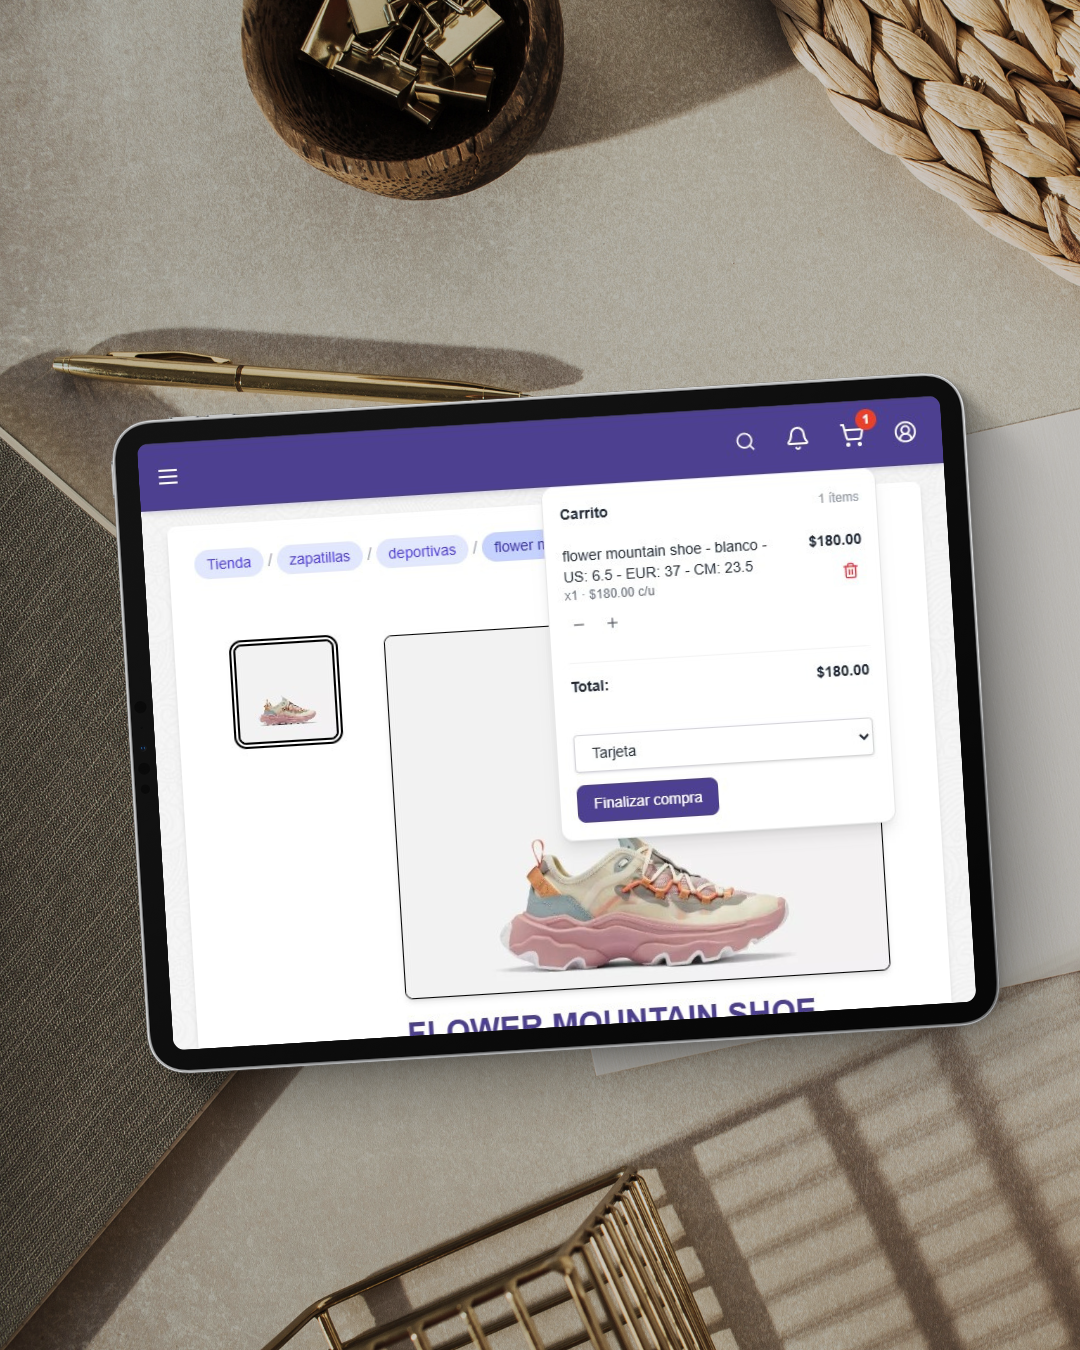 1
Tienda / zapatillas / deportivas / flower m
Carrito
1 ítems
flower mountain shoe - blanco -
US: 6.5 - EUR: 37 - CM: 23.5
x1 · $180.00 c/u
$180.00
− +
Total:
$180.00
Tarjeta
Finalizar compra
FLOWER MOUNTAIN SHOE